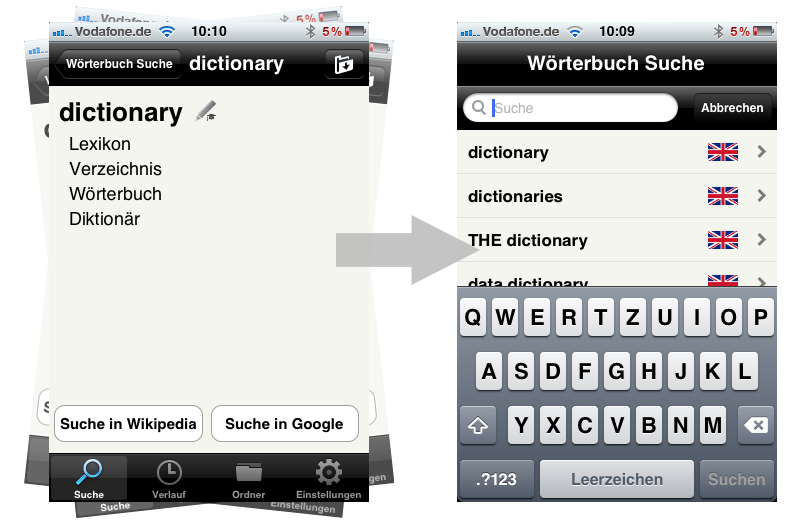 Vodafone.de 10:10 5%
Wörterbuch Suche dictionary
dictionary
Lexikon
Verzeichnis
Wörterbuch
Diktionär
Suche in Wikipedia Suche in Google
Suche Verlauf Ordner Einstellungen
Suche Einstellungen
Vodafone.de 10:09 5%
Wörterbuch Suche
Suche Abbrechen
dictionary
dictionaries
THE dictionary
data dictionary
Q W E R T Z U I O P
A S D F G H J K L
Y X C V B N M
.?123 Leerzeichen Suchen